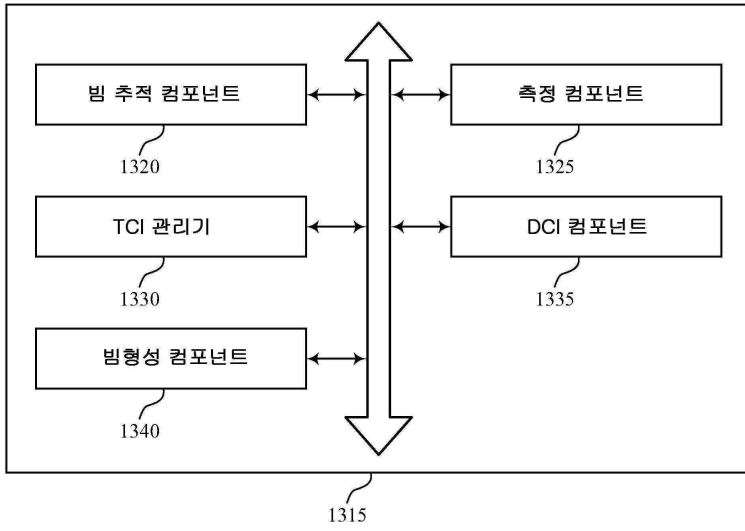 빔 추적 컴포넌트
1320
측정 컴포넌트
1325
TCI 관리기
1330
DCI 컴포넌트
1335
빔형성 컴포넌트
1340
1315